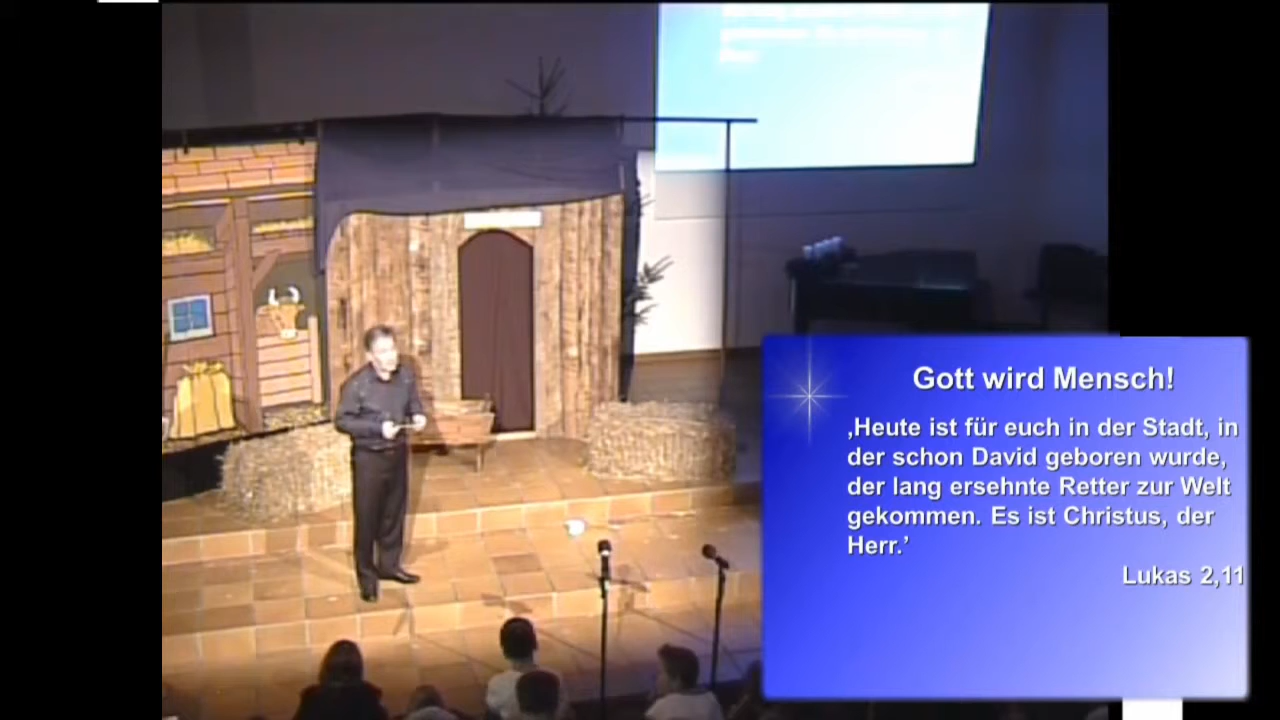 Gott wird Mensch!
‚Heute ist für euch in der Stadt, in
der schon David geboren wurde,
der lang ersehnte Retter zur Welt
gekommen. Es ist Christus, der
Herr.’
Lukas 2,11